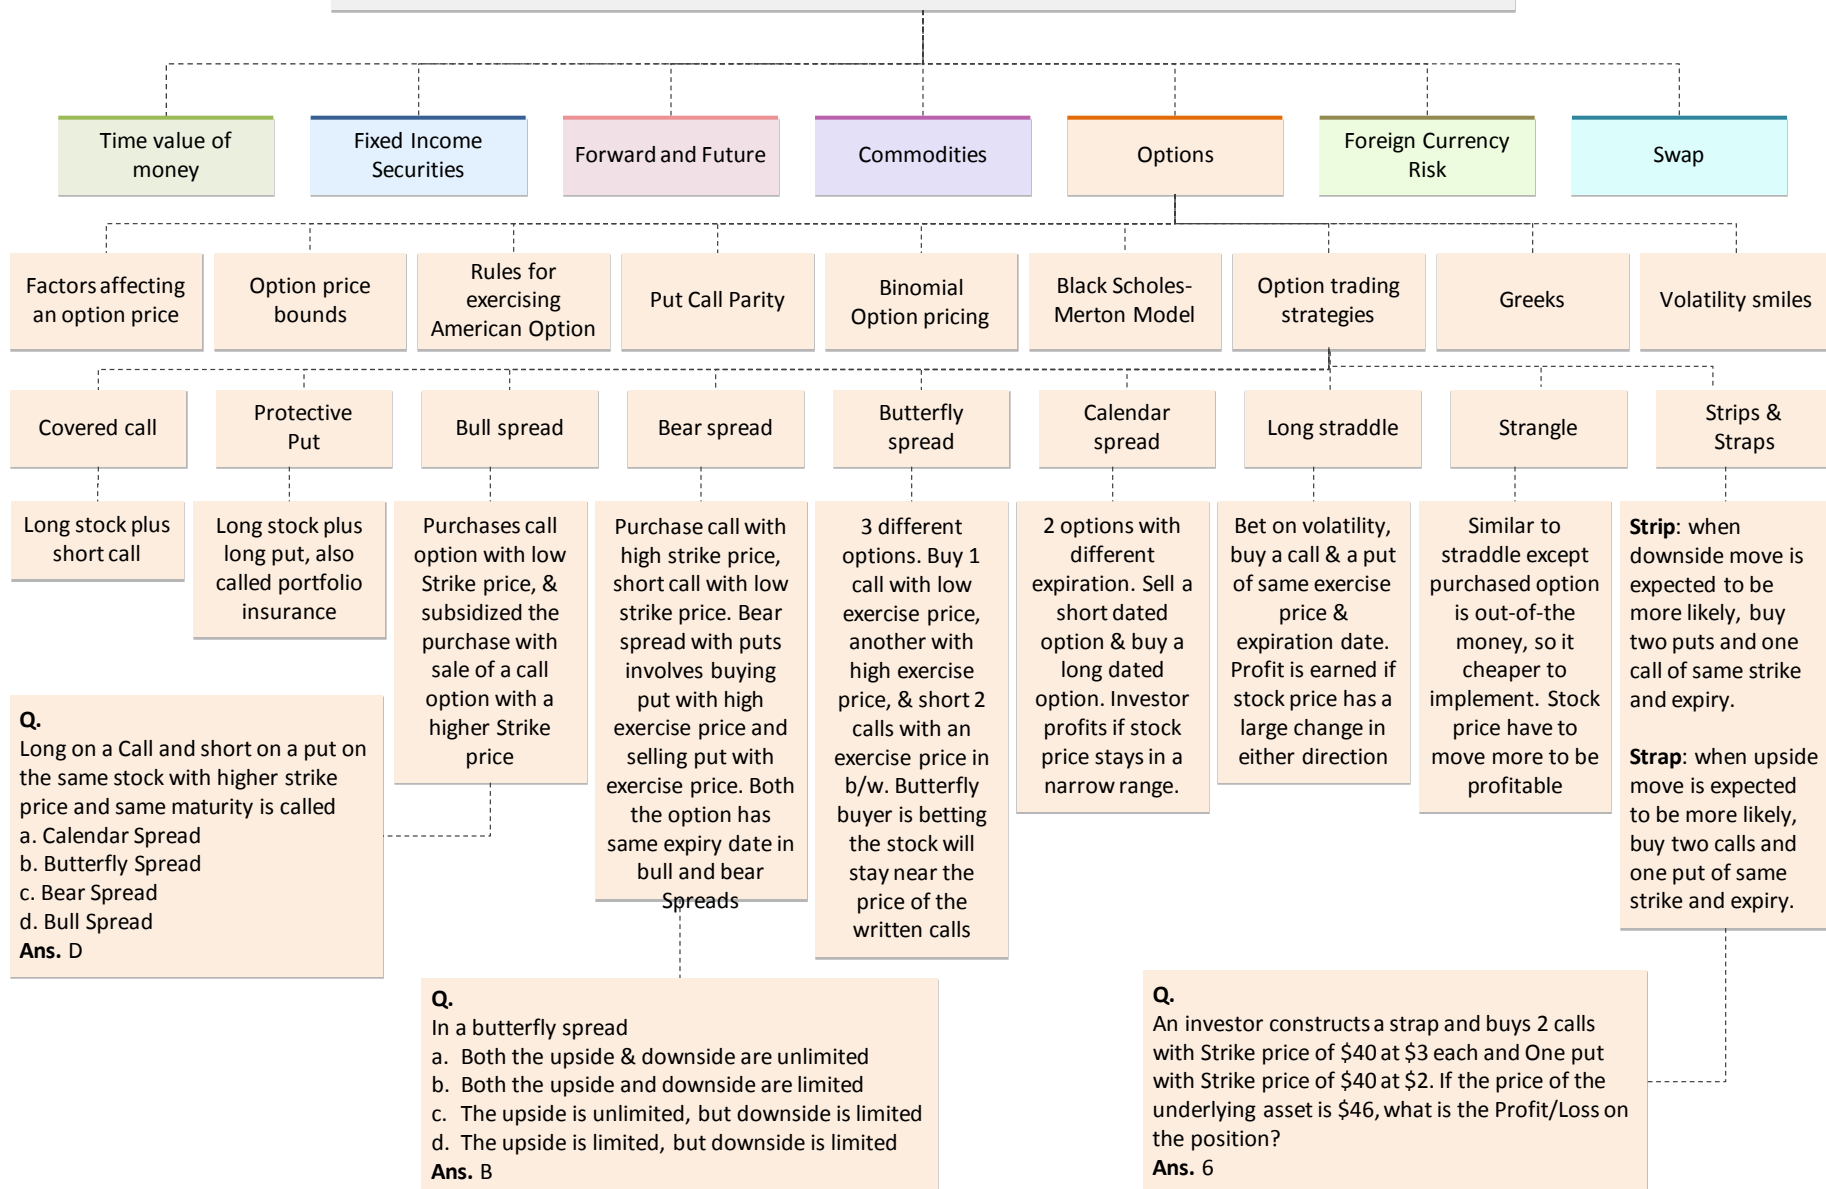 Time value of
money
Fixed Income
Securities
Forward and Future
Commodities
Options
Foreign Currency
Risk
Swap
Factors affecting
an option price
Option price
bounds
Rules for
exercising
American Option
Put Call Parity
Binomial
Option pricing
Black Scholes-
Merton Model
Option trading
strategies
Greeks
Volatility smiles
Covered call
Protective
Put
Bull spread
Bear spread
Butterfly
spread
Calendar
spread
Long straddle
Strangle
Strips &
Straps
Long stock plus
short call
Long stock plus
long put, also
called portfolio
insurance
Purchases call
option with low
Strike price, &
subsidized the
purchase with
sale of a call
option with a
higher Strike
price
Purchase call with
high strike price,
short call with low
strike price. Bear
spread with puts
involves buying
put with high
exercise price and
selling put with
exercise price. Both
the option has
same expiry date in
bull and bear
Spreads
3 different
options. Buy 1
call with low
exercise price,
another with
high exercise
price, & short 2
calls with an
exercise price in
b/w. Butterfly
buyer is betting
the stock will
stay near the
price of the
written calls
2 options with
different
expiration. Sell a
short dated
option & buy a
long dated
option. Investor
profits if stock
price stays in a
narrow range.
Bet on volatility,
buy a call & a put
of same exercise
price &
expiration date.
Profit is earned if
stock price has a
large change in
either direction
Similar to
straddle except
purchased option
is out-of-the
money, so it
cheaper to
implement. Stock
price have to
move more to be
profitable
Strip: when
downside move is
expected to be
more likely, buy
two puts and one
call of same strike
and expiry.
Strap: when upside
move is expected
to be more likely,
buy two calls and
one put of same
strike and expiry.
Q.
Long on a Call and short on a put on
the same stock with higher strike
price and same maturity is called
a. Calendar Spread
b. Butterfly Spread
c. Bear Spread
d. Bull Spread
Ans. D
Q.
In a butterfly spread
a. Both the upside & downside are unlimited
b. Both the upside and downside are limited
c. The upside is unlimited, but downside is limited
d. The upside is limited, but downside is limited
Ans. B
Q.
An investor constructs a strap and buys 2 calls
with Strike price of $40 at $3 each and One put
with Strike price of $40 at $2. If the price of the
underlying asset is $46, what is the Profit/Loss on
the position?
Ans. 6